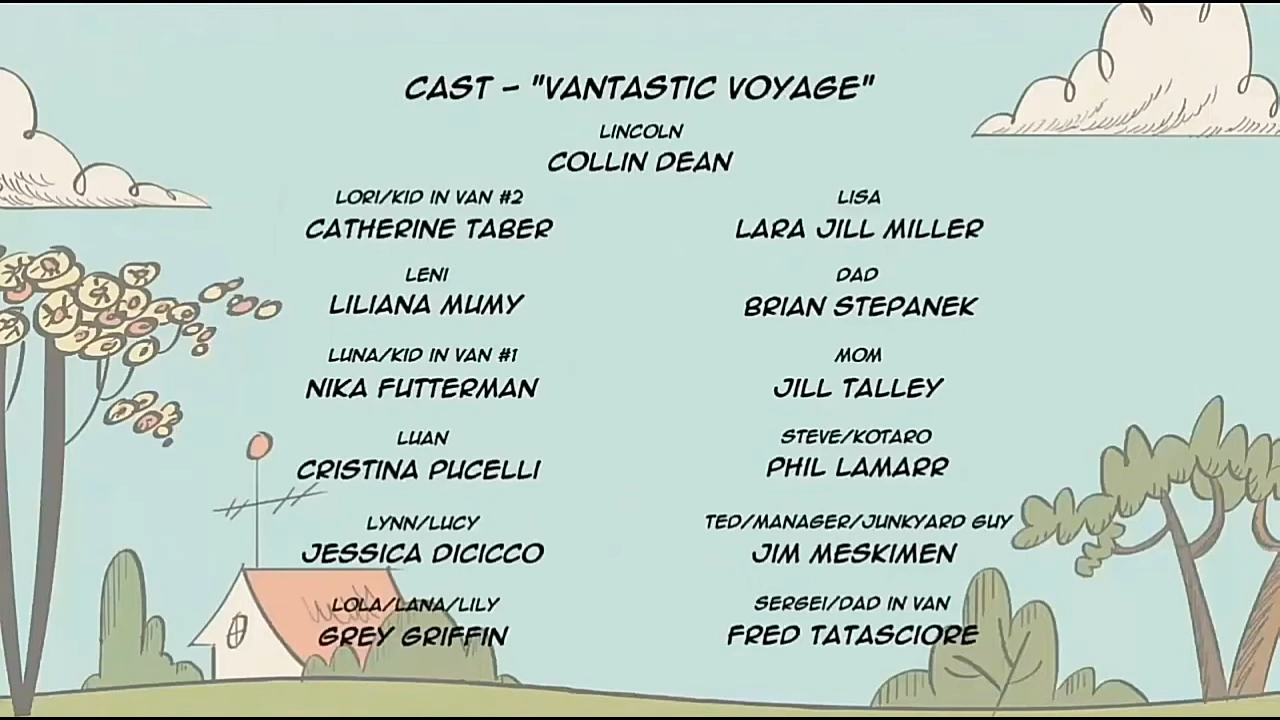 CAST - "VANTASTIC VOYAGE"
LINCOLN
COLLIN DEAN
LORI/KID IN VAN #2
CATHERINE TABER
LENI
LILIANA MUMY
LUNA/KID IN VAN #1
NIKA FUTTERMAN
LUAN
CRISTINA PUCELLI
LYNN/LUCY
JESSICA DICICCO
LOLA/LANA/LILY
GREY GRIFFIN
LISA
LARA JILL MILLER
DAD
BRIAN STEPANEK
MOM
JILL TALLEY
STEVE/KOTARO
PHIL LAMARR
TED/MANAGER/JUNKYARD GUY
JIM MESKIMEN
SERGEI/DAD IN VAN
FRED TATASCIORE